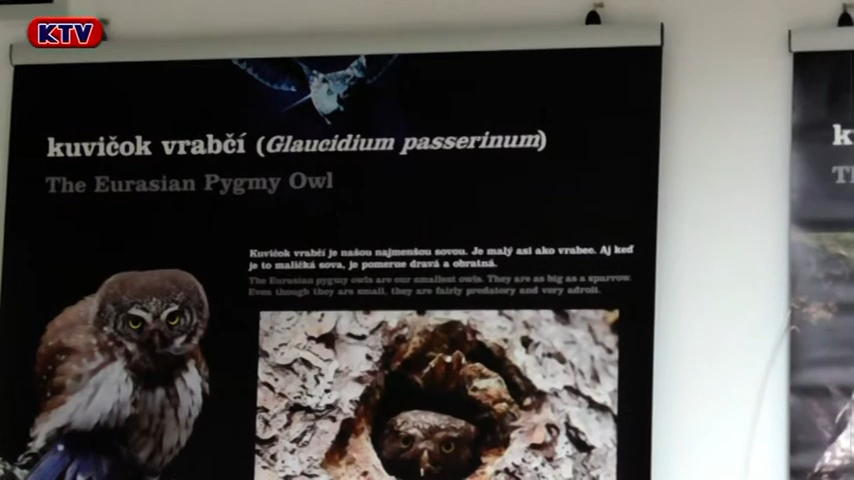 KTV
kuvičok vrabčí (Glaucidium passerinum)
The Eurasian Pygmy Owl
Kuvičok vrabčí je našou najmenšou sovou. Je malý asi ako vrabec. Aj keď
je to maličká sova, je pomerne dravá a obratná.
The Eurasian pygmy owls are our smallest owls. They are as big as a sparrow.
Even though they are small, they are fairly predatory and very adroit.
k
T